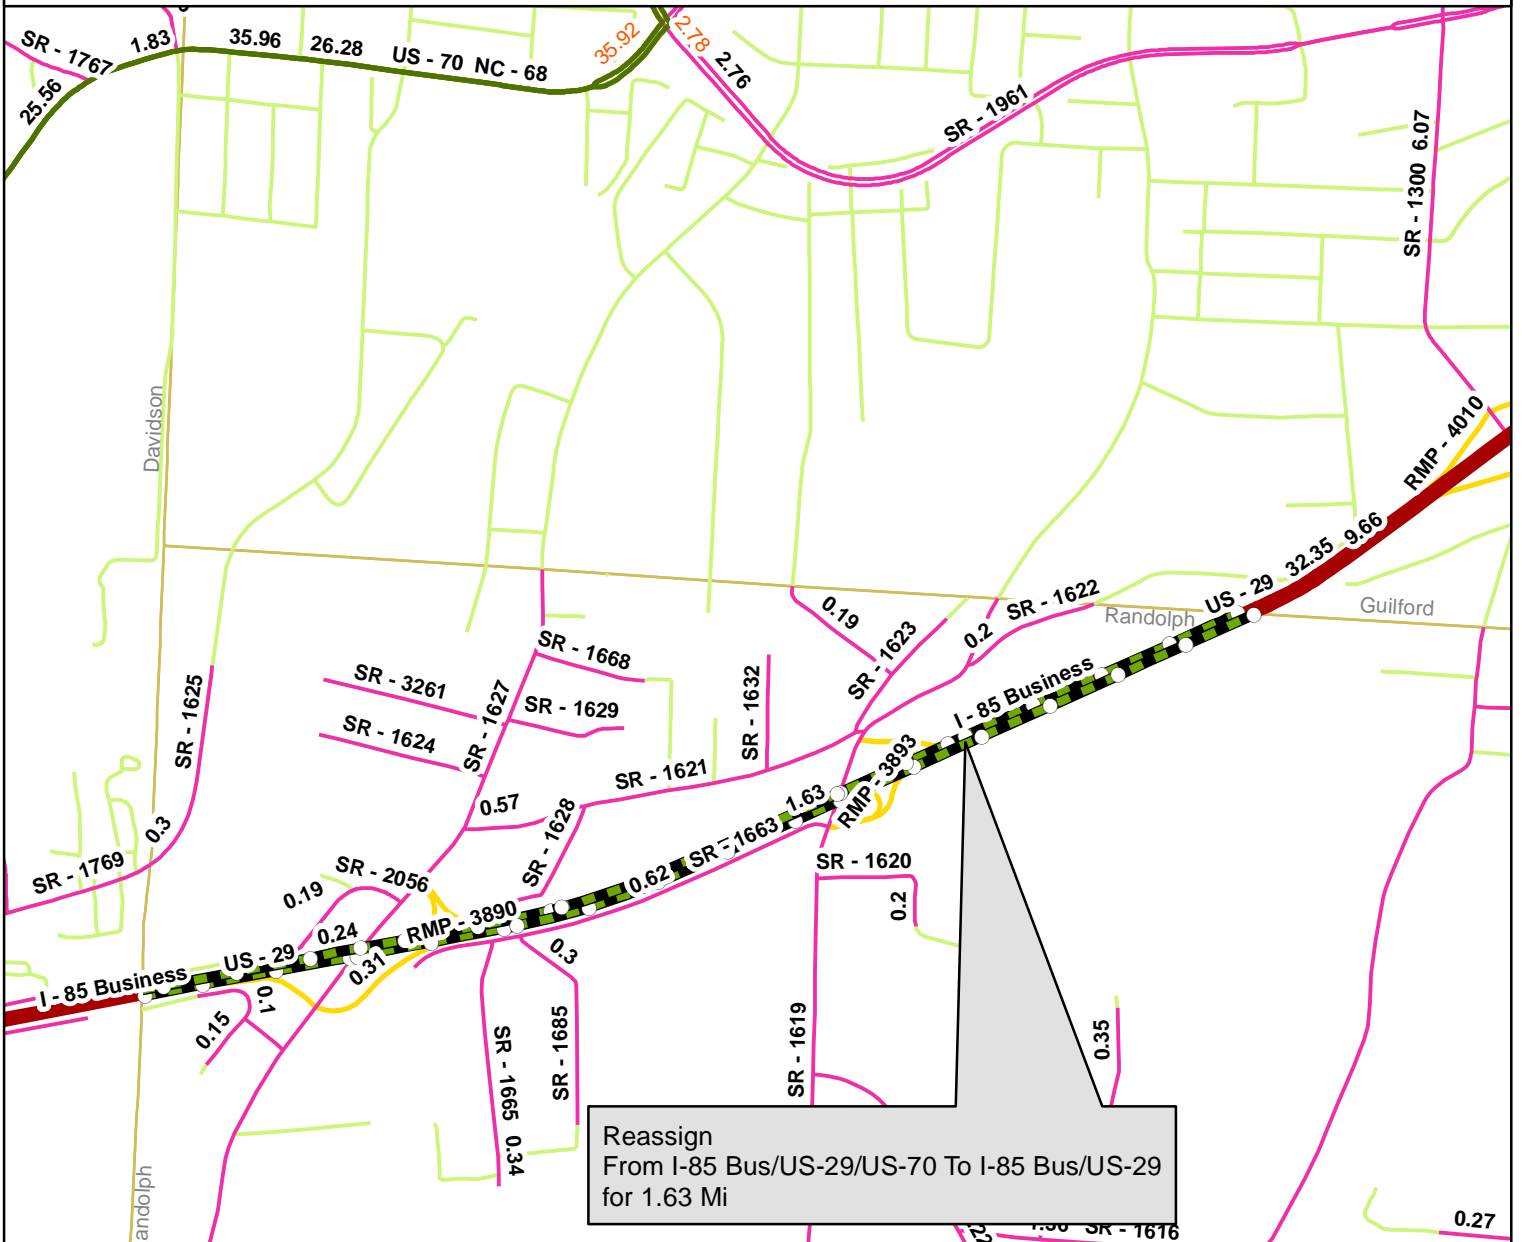 SR - 1767
1.83
35.96
26.28
US - 70 NC - 68
35.92
2.78
2.76
25.56
SR - 1961
SR - 1300 6.07
Davidson
RMP - 4010
US - 29 32.35 9.66
Guilford
Randolph
SR - 1622
0.2
0.19
SR - 1623
SR - 1668
SR - 3261
SR - 1629
SR - 1624
SR - 1627
SR - 1632
SR - 1625
I - 85 Business
SR - 1621
RMP - 3893
1.63
0.57
SR - 1628
0.3
SR - 1769
SR - 2056
0.19
SR - 1663
0.62
SR - 1620
0.2
RMP - 3890
0.24
US - 29
0.31
0.3
I - 85 Business
0.1
0.15
SR - 1685
SR - 1665 0.34
SR - 1619
0.35
Reassign
From I-85 Bus/US-29/US-70 To I-85 Bus/US-29
for 1.63 Mi
andolph
SR - 1616
0.27